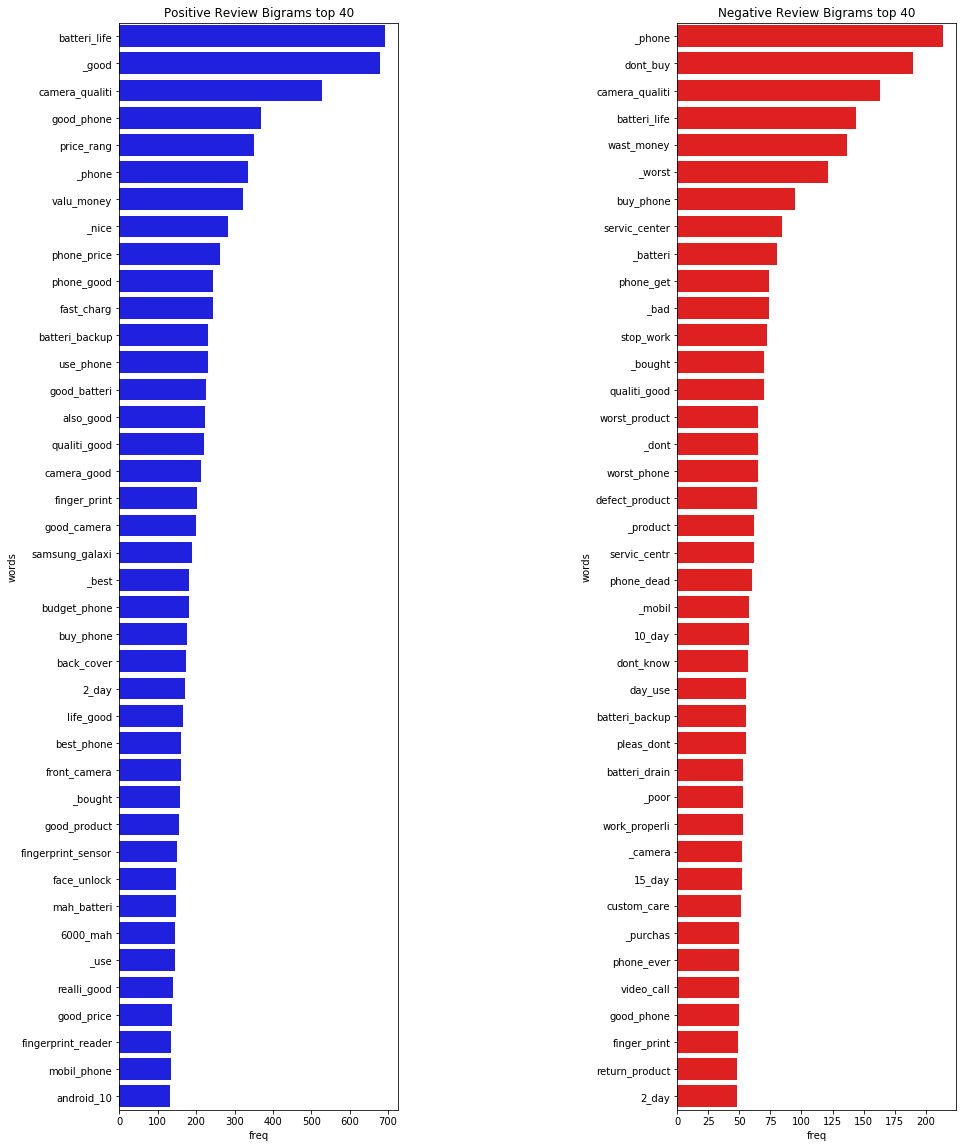 Positive Review Bigrams top 40
batteri_life
_good
camera_qualiti
good_phone
price_rang
_phone
valu_money
_nice
phone_price
phone_good
fast_charg
batteri_backup
use_phone
good_batteri
also_good
qualiti_good
camera_good
finger_print
good_camera
samsung_galaxi
_best
budget_phone
buy_phone
back_cover
2_day
life_good
best_phone
front_camera
_bought
good_product
fingerprint_sensor
face_unlock
mah_batteri
6000_mah
_use
realli_good
good_price
fingerprint_reader
mobil_phone
android_10
words
0 100 200 300 400 500 600 700
freq
Negative Review Bigrams top 40
_phone
dont_buy
camera_qualiti
batteri_life
wast_money
_worst
buy_phone
servic_center
_batteri
phone_get
_bad
stop_work
_bought
qualiti_good
worst_product
_dont
worst_phone
defect_product
_product
servic_centr
phone_dead
_mobil
10_day
dont_know
day_use
batteri_backup
pleas_dont
batteri_drain
_poor
work_properli
_camera
15_day
custom_care
_purchas
phone_ever
video_call
good_phone
finger_print
return_product
2_day
words
0 25 50 75 100 125 150 175 200
freq